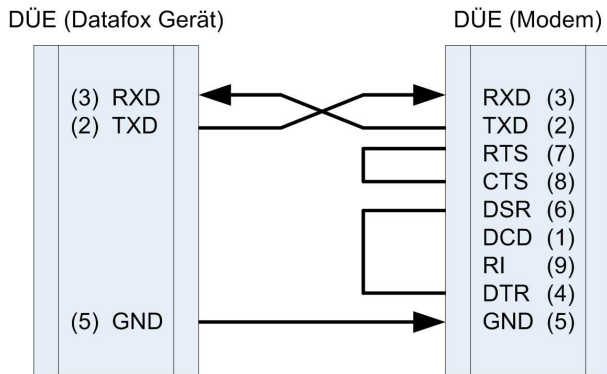 DÜE (Datafox Gerät)
DÜE (Modem)
(3) RXD
(2) TXD
(5) GND
RXD (3)
TXD (2)
RTS (7)
CTS (8)
DSR (6)
DCD (1)
RI (9)
DTR (4)
GND (5)